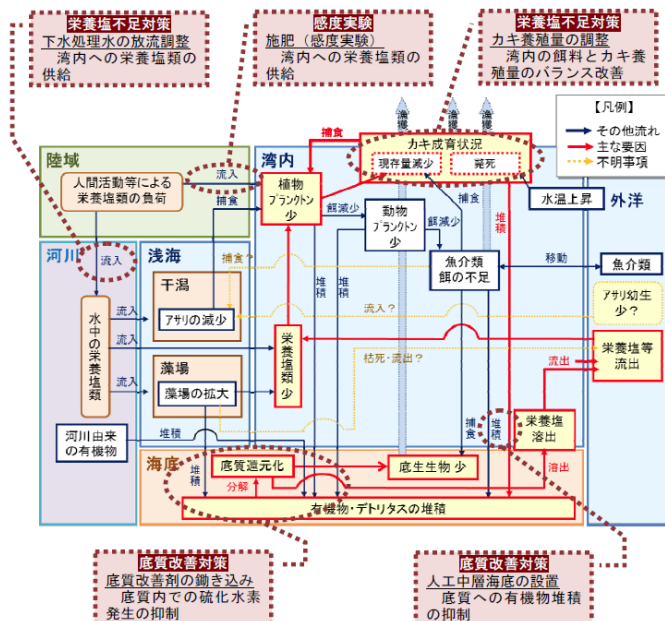 栄養塩不足対策
下水処理水の放流調整
湾内への栄養塩類の
供給
感度実験
施肥(感度実験)
湾内への栄養塩類の
供給
栄養塩不足対策
カキ養殖量の調整
湾内の餌料とカキ養
殖量のバランス改善
【凡例】
その他流れ
主な要因
不明事項
漁獲
漁獲
漁獲
陸域
人間活動等による
栄養塩類の負荷
流入
捕食
湾内
捕食
カキ成育状況
現存量減少
斃死
植物
プランクトン
少
餌減少
動物
プランクトン
少
餌減少
捕食
堆積
水温上昇
外洋
魚介類
餌の不足
移動
魚介類
河川
流入
浅海
干潟
アサリの減少
捕食?
流入?
アサリ幼生
少?
堆積
堆積
水中の栄養塩類
流入
流入
流入
藻場
藻場の拡大
栄養
塩類
少
枯死・流出?
栄養塩等
流出
流出
河川由来
の有機物
堆積
堆積
捕食
堆積
栄養塩
溶出
海底
底質還元化
底生生物 少
分解
溶出
有機物・デトリタスの堆積
底質改善対策
底質改善剤の鋤き込み
底質内での硫化水素
発生の抑制
底質改善対策
人工中層海底の設置
底質への有機物堆積
の抑制